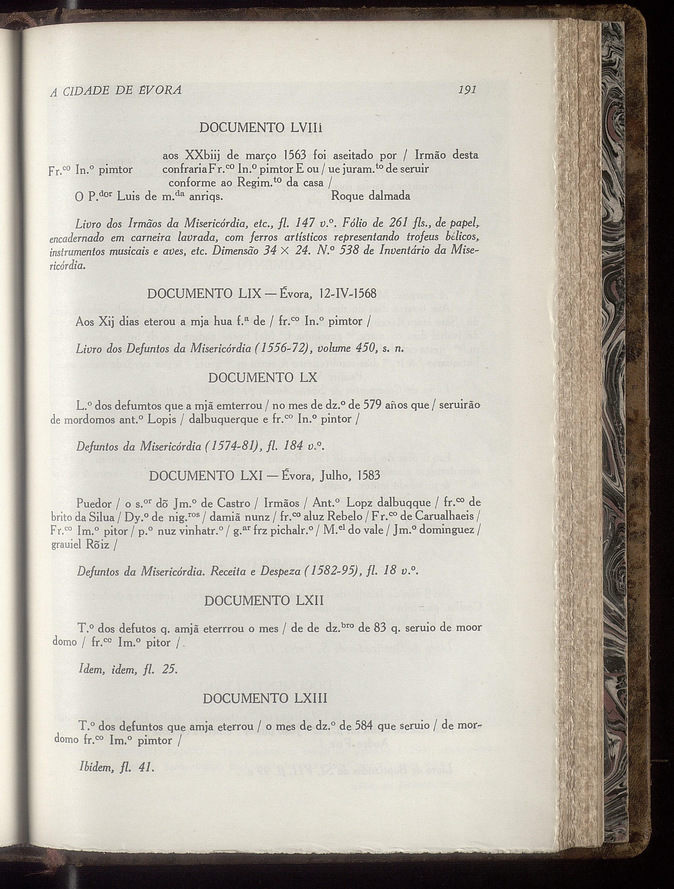 A CIDADE DE ÉVORA 191
DOCUMENTO LVIII
aos XXbiij de março 1563 foi aseitado por / Irmão desta
Fr.co In.o pimtor confraria Fr.co In.o pimtor E ou / ue juram.to de seruir
conforme ao Regim.to da casa /
O P.dor Luis de m.da anriqs. Roque dalmada
Livro dos Irmãos da Misericórdia, etc., fl. 147 v.º. Fólio de 261 fls., de papel,
encadernado em carneira lavrada, com ferros artísticos representando trofeus bélicos,
instrumentos musicais e aves, etc. Dimensão 34 × 24. N.º 538 de Inventário da Mise-
ricórdia.
DOCUMENTO LIX — Évora, 12-IV-1568
Aos Xij dias eterou a mja hua f.a de / fr.co In.o pimtor /
Livro dos Defuntos da Misericórdia (1556-72), volume 450, s. n.
DOCUMENTO LX
L.o dos defumtos que a mjã emterrou / no mes de dz.o de 579 años que / seruirão
de mordomos ant.o Lopis / dalbuquerque e fr.co In.o pintor /
Defuntos da Misericórdia (1574-81), fl. 184 v.º.
DOCUMENTO LXI — Évora, Julho, 1583
Puedor / o s.or dõ Jm.o de Castro / Irmãos / Ant.o Lopz dalbuqque / fr.co de
brito da Silua / Dy.o de nig.ros / damiã nunz / fr.co aluz Rebelo / Fr.co de Carualhaeis /
Fr.co Im.o pitor / p.o nuz vinhatr.o / g.ar frz pichalr.o / M.el do vale / Jm.o dominguez /
grauiel Rõiz /
Defuntos da Misericórdia. Receita e Despeza (1582-95), fl. 18 v.º.
DOCUMENTO LXII
T.o dos defutos q. amjã eterrrou o mes / de de dz.bro de 83 q. seruio de moor
domo / fr.co Im.o pitor /
Idem, idem, fl. 25.
DOCUMENTO LXIII
T.o dos defuntos que amja eterrou / o mes de dz.o de 584 que seruio / de mor-
domo fr.co Im.o pimtor /
Ibidem, fl. 41.